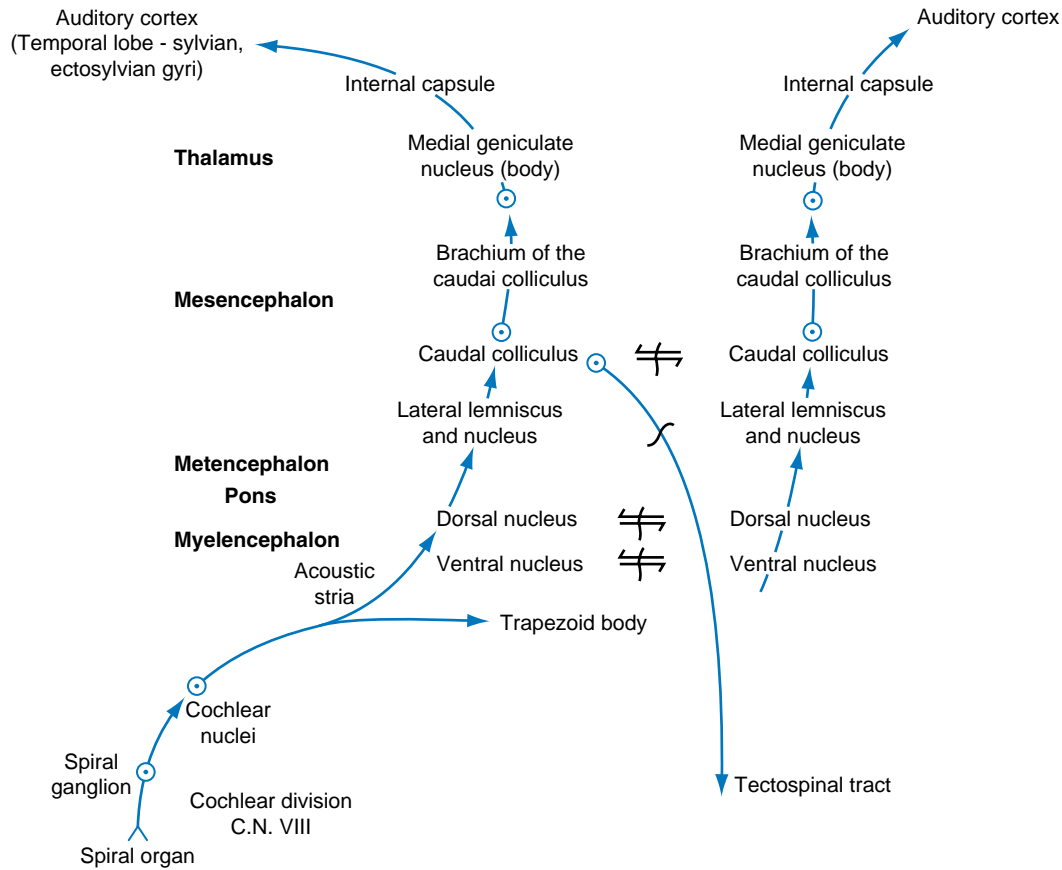 Auditory cortex
(Temporal lobe - sylvian,
ectosylvian gyri)
Auditory cortex
Internal capsule
Internal capsule
Thalamus
Medial geniculate
nucleus (body)
Medial geniculate
nucleus (body)
Brachium of the
caudai colliculus
Brachium of the
caudal colliculus
Mesencephalon
Caudal colliculus
Caudal colliculus
Lateral lemniscus
and nucleus
Lateral lemniscus
and nucleus
Metencephalon
Pons
Myelencephalon
Dorsal nucleus
Dorsal nucleus
Ventral nucleus
Ventral nucleus
Acoustic
stria
Trapezoid body
Cochlear
nuclei
Spiral
ganglion
Cochlear division
C.N. VIII
Spiral organ
Tectospinal tract